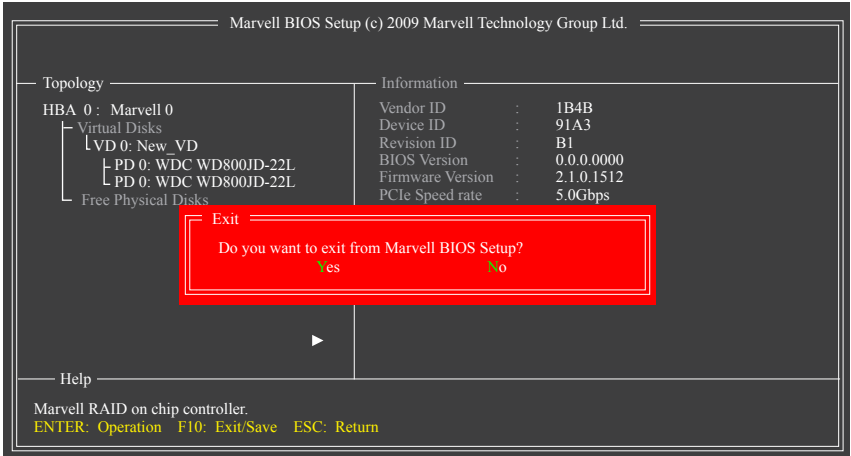 Marvell BIOS Setup (c) 2009 Marvell Technology Group Ltd.
Topology
HBA 0 : Marvell 0
Virtual Disks
VD 0: New_VD
PD 0: WDC WD800JD-22L
PD 0: WDC WD800JD-22L
Free Physical Disks
Information
Vendor ID : 1B4B
Device ID : 91A3
Revision ID : B1
BIOS Version : 0.0.0.0000
Firmware Version : 2.1.0.1512
PCIe Speed rate : 5.0Gbps
Exit
Do you want to exit from Marvell BIOS Setup?
Yes No
Help
Marvell RAID on chip controller.
ENTER: Operation F10: Exit/Save ESC: Return